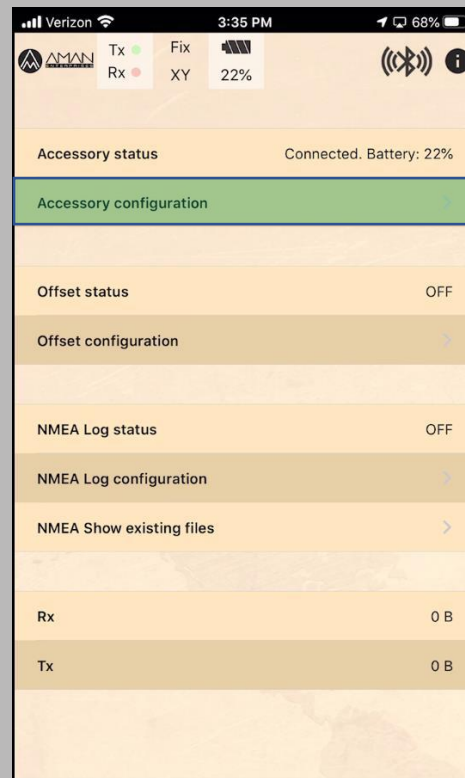 Verizon 3:35 PM 68%
AMAN
ENTERPRISES
Tx Fix
Rx XY 22%
Accessory status Connected. Battery: 22%
Accessory configuration
Offset status OFF
Offset configuration
NMEA Log status OFF
NMEA Log configuration
NMEA Show existing files
Rx 0 B
Tx 0 B